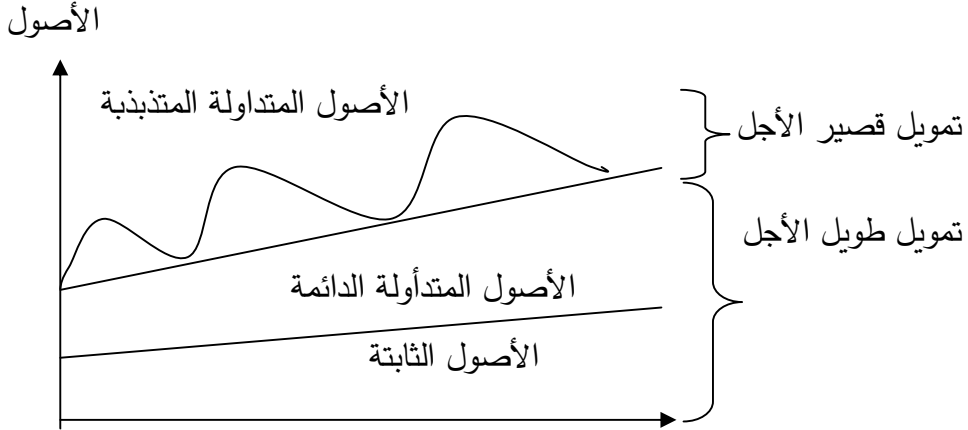 الأصول
الأصول المتداولة المتذبذبة
تمويل قصير الأجل
تمويل طويل الأجل
الأصول المتدأولة الدائمة
الأصول الثابتة